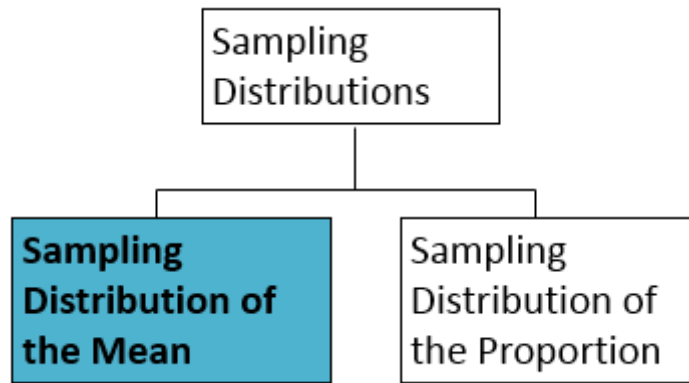 Sampling
Distributions
Sampling
Distribution of
the Mean
Sampling
Distribution of
the Proportion